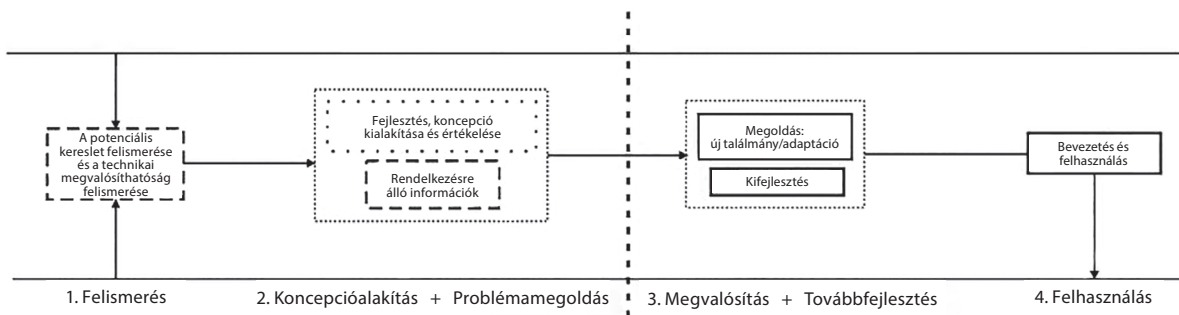 A potenciális
kereslet felismerése
és a technikai
megvalósíthatóság
felismerése
Fejlesztés, koncepció
kialakítása és értékelése
Rendelkezésre
álló információk
Megoldás:
új találmány/adaptáció
Kifejlesztés
Bevezetés és
felhasználás
1. Felismerés
2. Koncepcióalakítás + Problémamegoldás
3. Megvalósítás + Továbbfejlesztés
4. Felhasználás